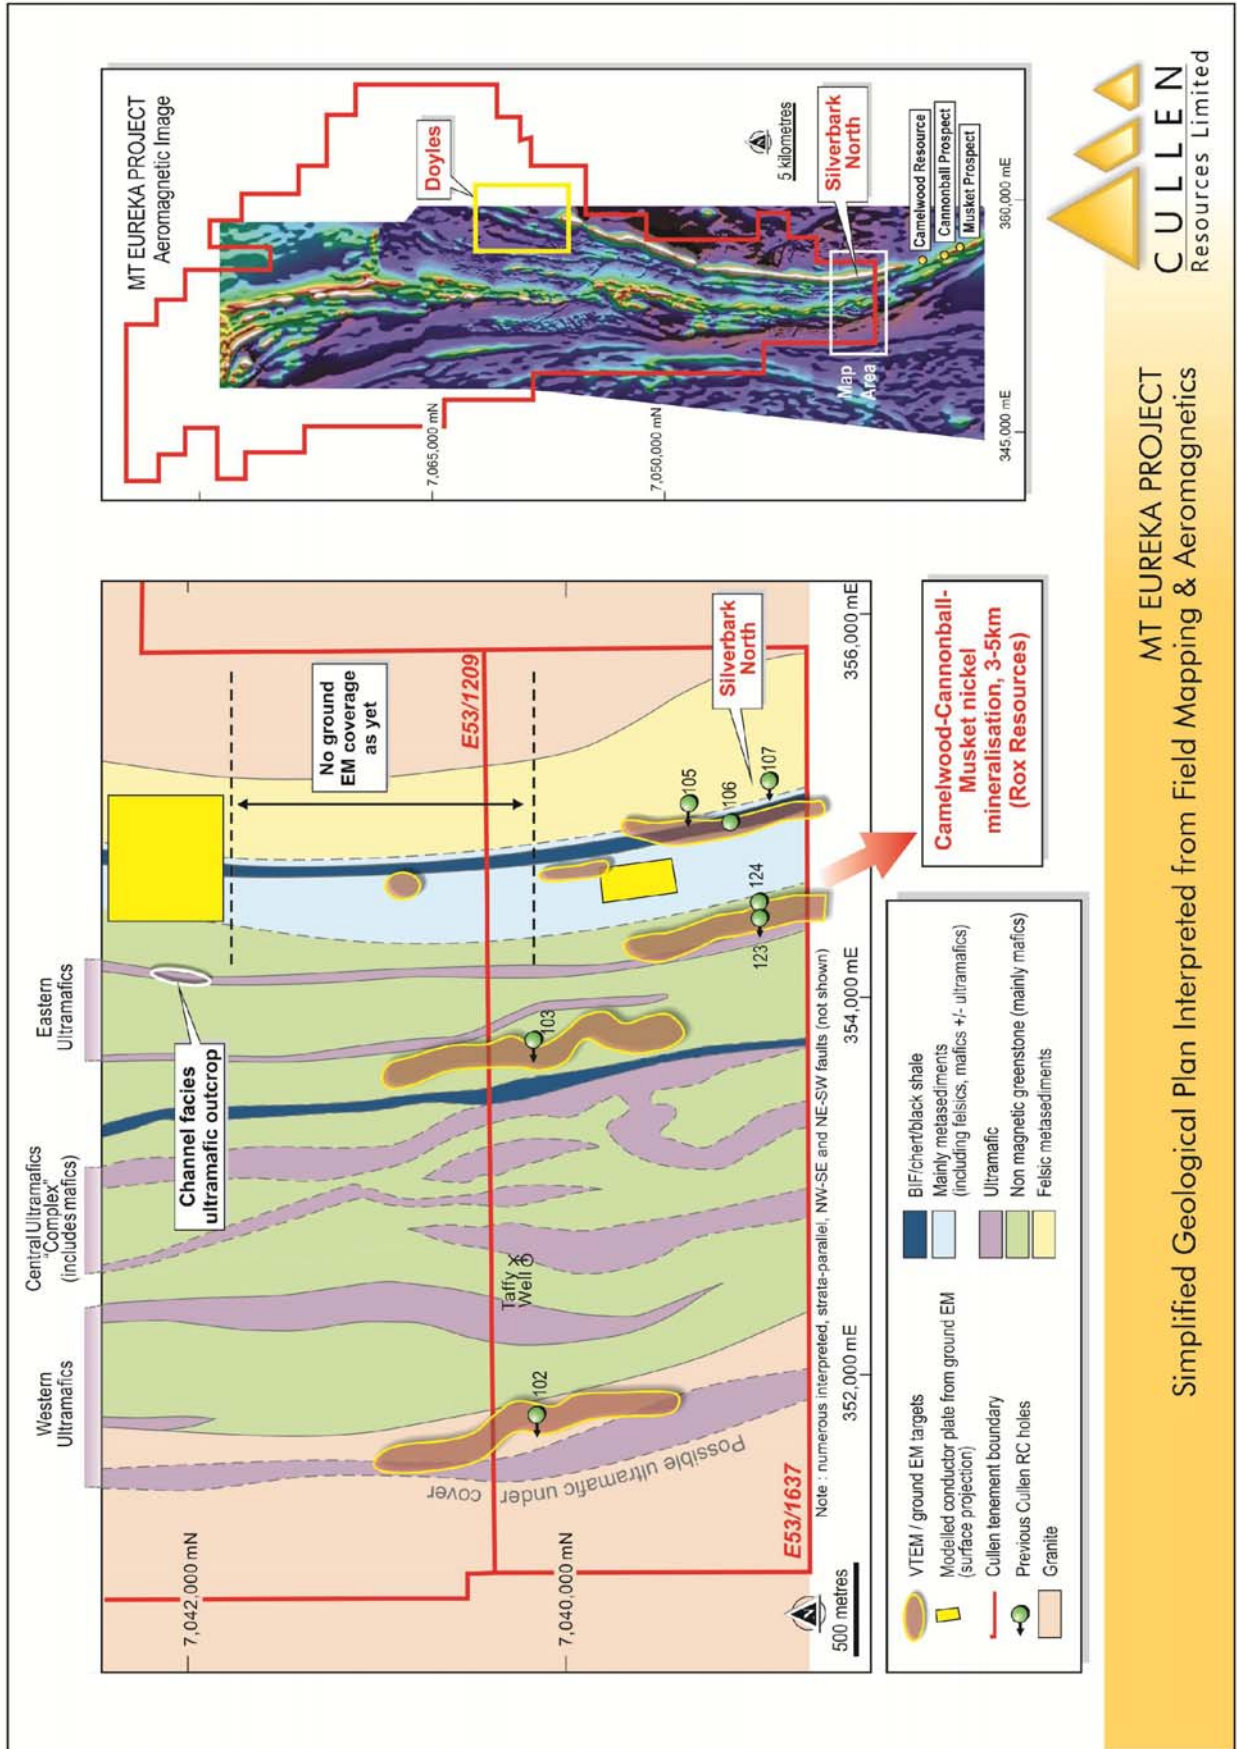 Western
Ultramafics
Central Ultramafics
"Complex"
(includes mafics)
Eastern
Ultramafics
7,042,000 mN
7,040,000 mN
Channel facies
ultramafic outcrop
No ground
EM coverage
as yet
E53/1209
Taffy
Well
102
103
105
106
107
123
124
Silverbark
North
Possible ultramafic under cover
E53/1637
500 metres
Note : numerous interpreted, strata-parallel, NW-SE and NE-SW faults (not shown)
352,000 mE
354,000 mE
356,000 mE
VTEM / ground EM targets
Modelled conductor plate from ground EM
(surface projection)
Cullen tenement boundary
Previous Cullen RC holes
Granite
BIF/chert/black shale
Mainly metasediments
(including felsics, mafics +/- ultramafics)
Ultramafic
Non magnetic greenstone (mainly mafics)
Felsic metasediments
Camelwood-Cannonball-
Musket nickel
mineralisation, 3-5km
(Rox Resources)
MT EUREKA PROJECT
Aeromagnetic Image
Doyles
7,065,000 mN
7,050,000 mN
5 kilometres
Silverbark
North
Map
Area
Camelwood Resource
Cannonball Prospect
Musket Prospect
345,000 mE
360,000 mE
MT EUREKA PROJECT
Simplified Geological Plan Interpreted from Field Mapping & Aeromagnetics
CULLEN
Resources Limited